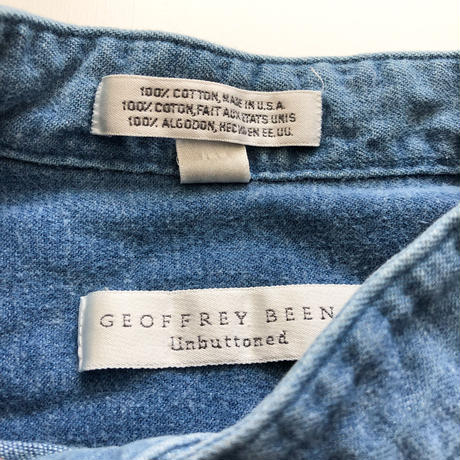 100% COTTON, MADE IN U.S.A.
100% COTON, FAIT AUX ETATS UNIS
100% ALGODON, HECHO EN EE.UU.
GEOFFREY BEEN
Unbuttoned